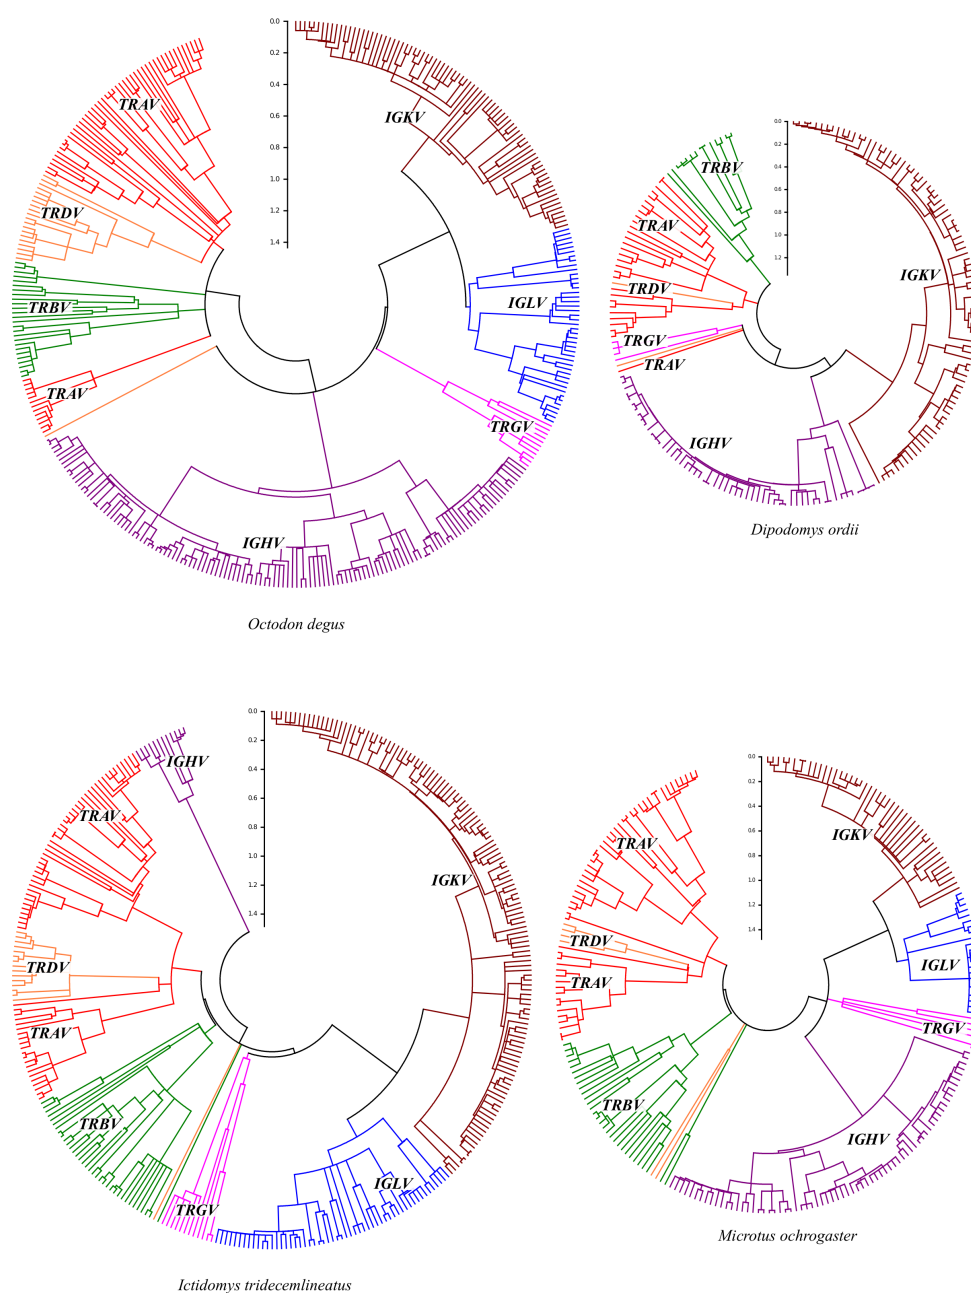 0.0
0.2
0.4
0.6
0.8
1.0
1.2
1.4
TRAV
IGKV
TRDV
TRBV
IGLV
TRAV
TRGV
IGHV
Octodon degus
0.0
0.2
0.4
0.6
0.8
1.0
1.2
TRBV
TRAV
IGKV
TRDV
TRGV
TRAV
IGHV
Dipodomys ordii
0.0
0.2
0.4
0.6
0.8
1.0
1.2
1.4
IGHV
TRAV
IGKV
TRDV
TRAV
TRBV
IGLV
TRGV
Ictidomys tridecemlineatus
0.0
0.2
0.4
0.6
0.8
1.0
1.2
1.4
IGKV
TRAV
TRDV
IGLV
TRAV
TRGV
TRBV
IGHV
Microtus ochrogaster